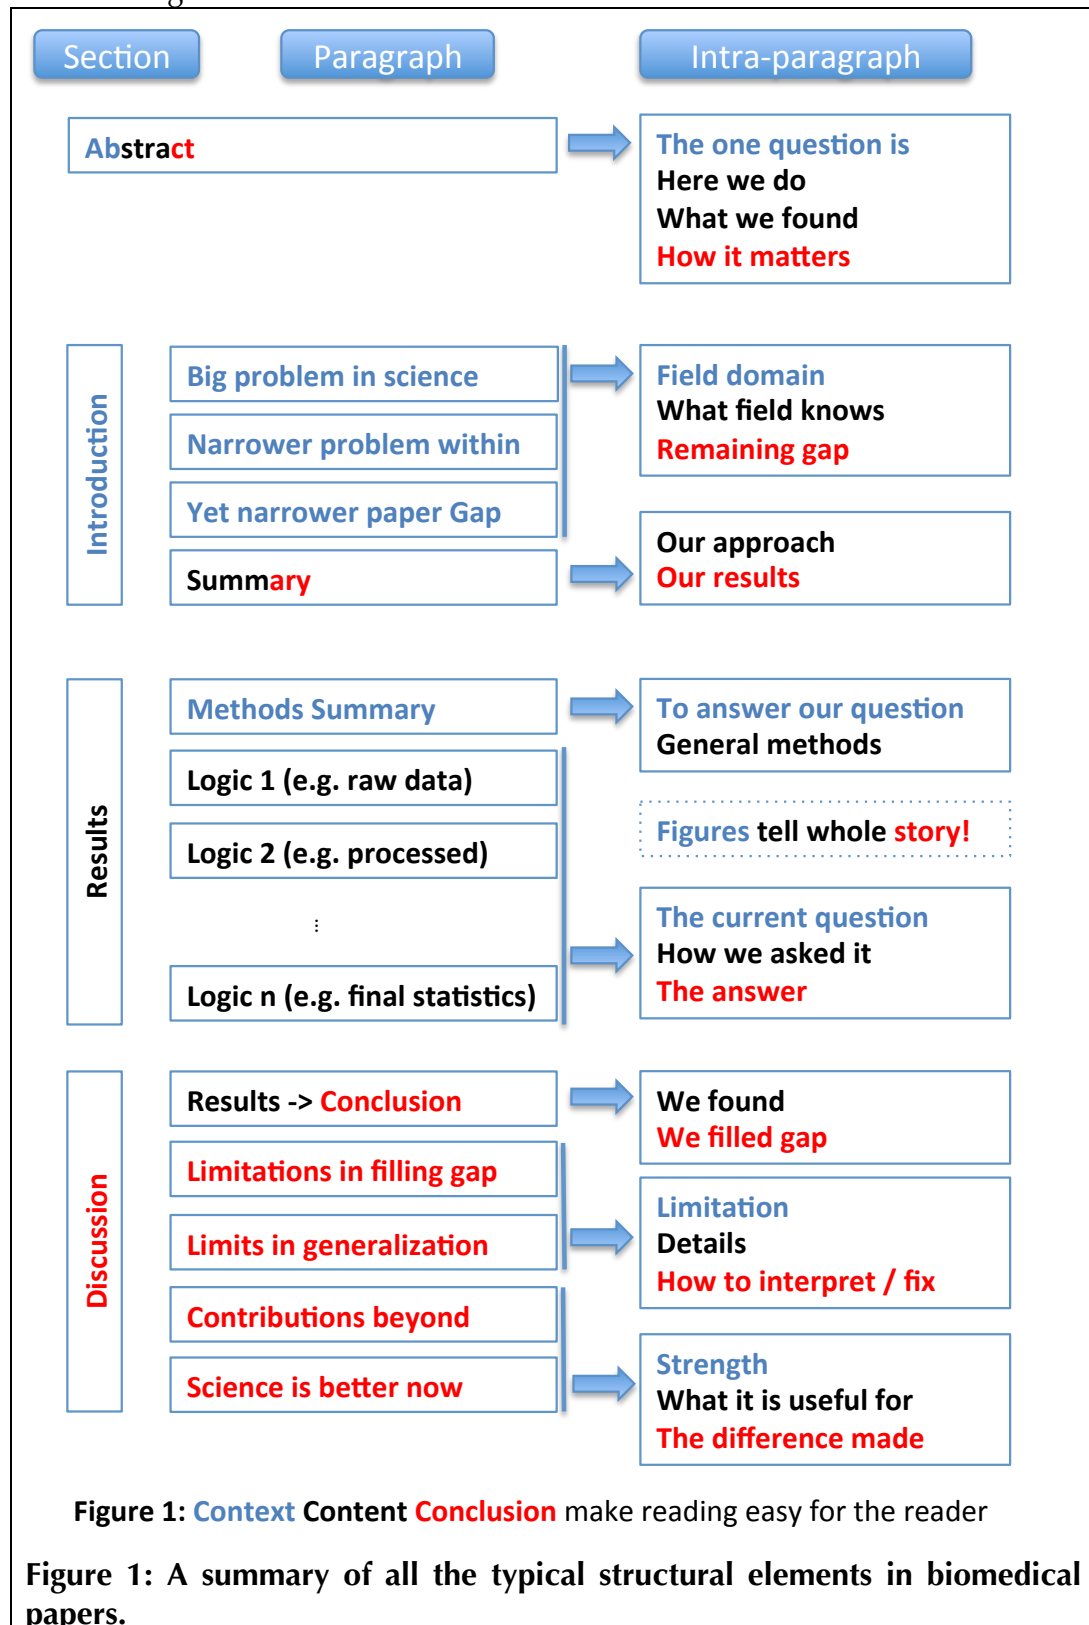 Section Paragraph Intra-paragraph
Abstract
The one question is
Here we do
What we found
How it matters
Introduction
Big problem in science
Narrower problem within
Yet narrower paper Gap
Summary
Field domain
What field knows
Remaining gap
Our approach
Our results
Results
Methods Summary
Logic 1 (e.g. raw data)
Logic 2 (e.g. processed)
...
Logic n (e.g. final statistics)
To answer our question
General methods
Figures tell whole story!
The current question
How we asked it
The answer
Discussion
Results -> Conclusion
Limitations in filling gap
Limits in generalization
Contributions beyond
Science is better now
We found
We filled gap
Limitation
Details
How to interpret / fix
Strength
What it is useful for
The difference made
Figure 1: Context Content Conclusion make reading easy for the reader
Figure 1: A summary of all the typical structural elements in biomedical
papers.